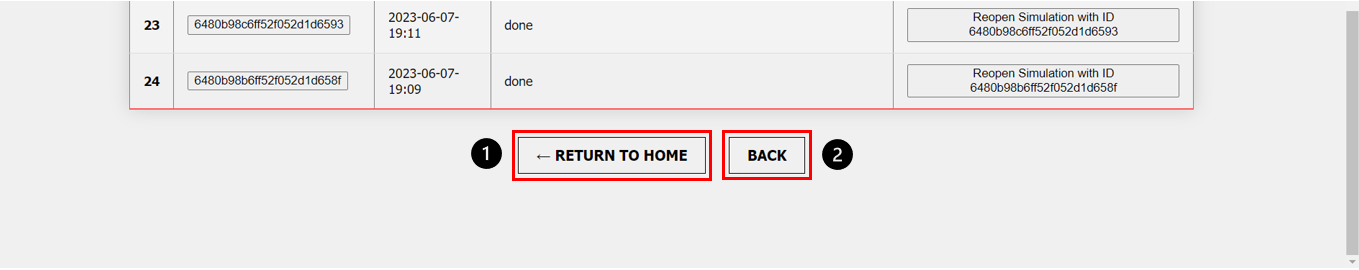 23 6480b98c6ff52f052d1d6593 2023-06-07-19:11 done Reopen Simulation with ID 6480b98c6ff52f052d1d6593
24 6480b98b6ff52f052d1d658f 2023-06-07-19:09 done Reopen Simulation with ID 6480b98b6ff52f052d1d658f
1 ← RETURN TO HOME BACK 2